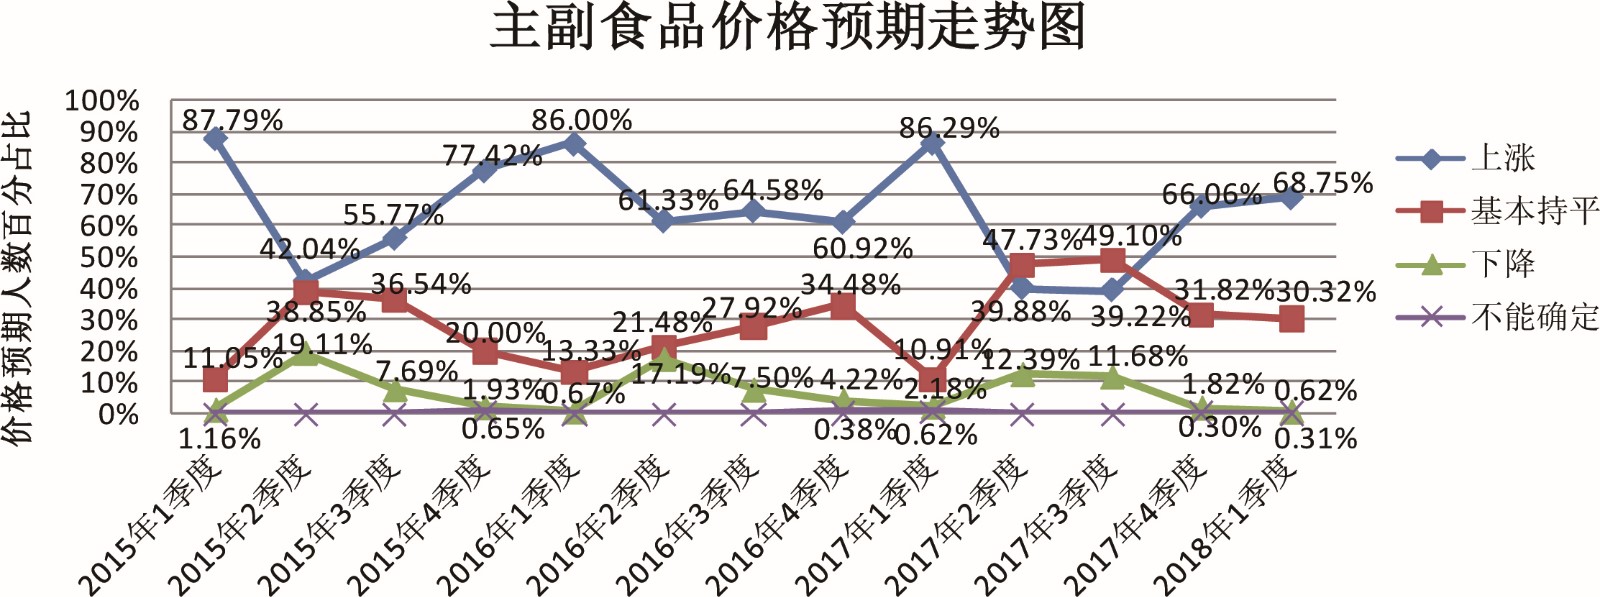 主副食品价格预期走势图
价格预期人数百分占比
100%
90%
80%
70%
60%
50%
40%
30%
20%
10%
0%
87.79%
42.04%
55.77%
77.42%
86.00%
61.33%
64.58%
60.92%
86.29%
39.88%
39.22%
66.06%
68.75%
11.05%
38.85%
36.54%
20.00%
13.33%
21.48%
27.92%
34.48%
10.91%
47.73%
49.10%
31.82%
30.32%
1.16%
19.11%
7.69%
1.93%
0.67%
17.19%
7.50%
4.22%
2.18%
12.39%
11.68%
1.82%
0.62%
0.65%
0.38%
0.62%
0.30%
0.31%
2015年1季度
2015年2季度
2015年3季度
2015年4季度
2016年1季度
2016年2季度
2016年3季度
2016年4季度
2017年1季度
2017年2季度
2017年3季度
2017年4季度
2018年1季度
上涨
基本持平
下降
不能确定